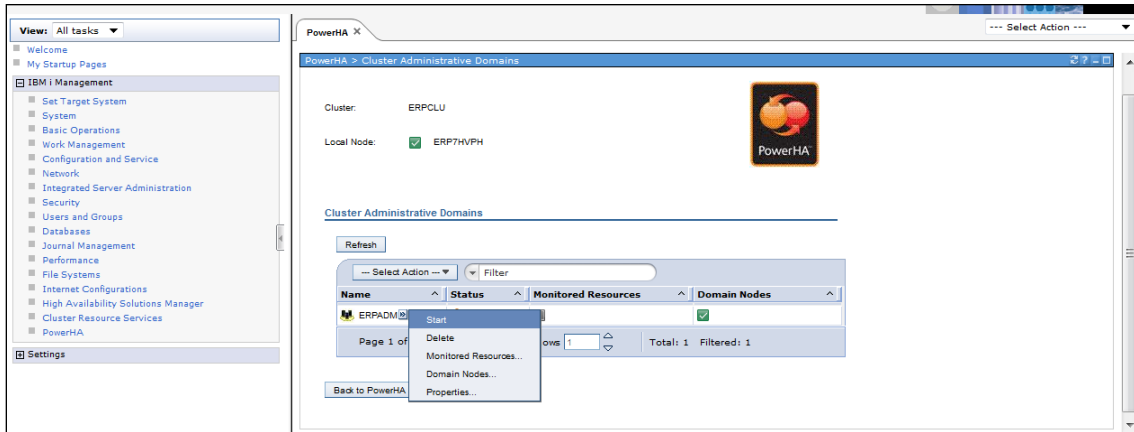 View: All tasks
Welcome
My Startup Pages
IBM i Management
Set Target System
System
Basic Operations
Work Management
Configuration and Service
Network
Integrated Server Administration
Security
Users and Groups
Databases
Journal Management
Performance
File Systems
Internet Configurations
High Availability Solutions Manager
Cluster Resource Services
PowerHA
Settings
PowerHA X
--- Select Action ---
PowerHA > Cluster Administrative Domains
Cluster: ERPCLU
Local Node: ERP7HVPH
PowerHA
Cluster Administrative Domains
Refresh
--- Select Action --- Filter
Name Status Monitored Resources Domain Nodes
ERPADM
Start
Delete
Monitored Resources...
Domain Nodes...
Properties...
Page 1 of ows 1 Total: 1 Filtered: 1
Back to PowerHA